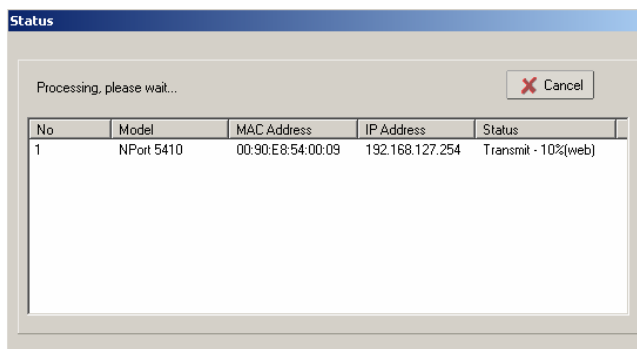 Status
Processing, please wait...
Cancel
No Model MAC Address IP Address Status
1 NPort 5410 00:90:E8:54:00:09 192.168.127.254 Transmit - 10%(web)